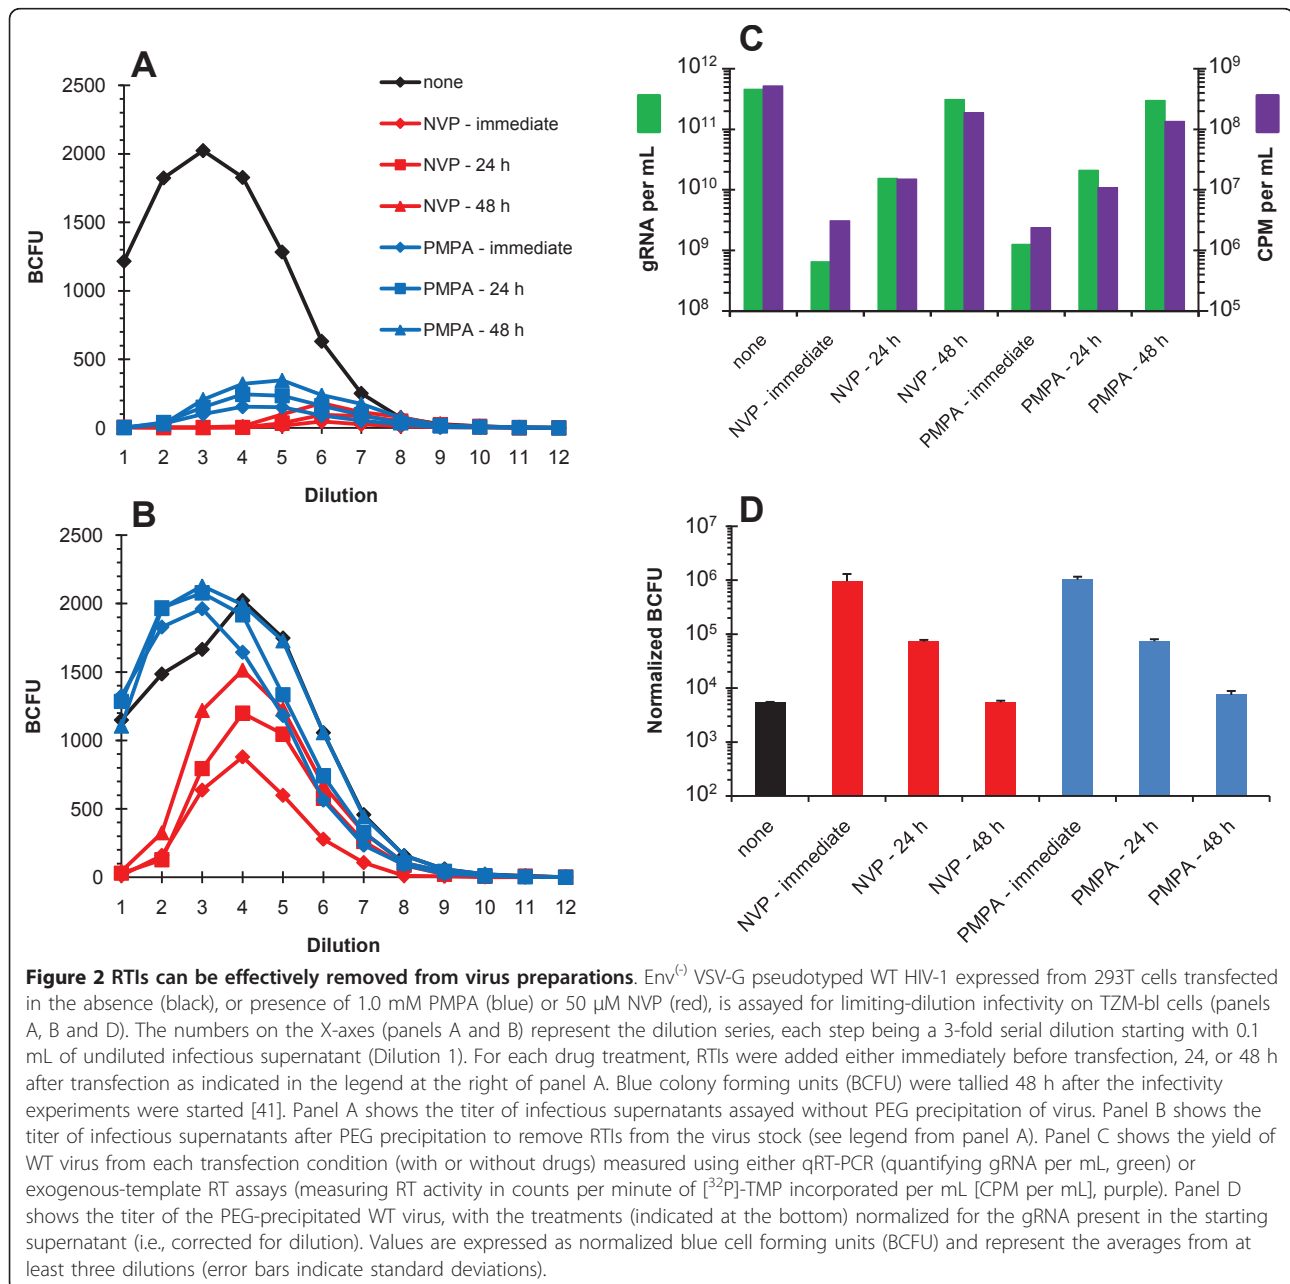 A
2500
2000
1500
1000
500
0
BCFU
1 2 3 4 5 6 7 8 9 10 11 12
Dilution
none
NVP - immediate
NVP - 24 h
NVP - 48 h
PMPA - immediate
PMPA - 24 h
PMPA - 48 h
B
2500
2000
1500
1000
500
0
BCFU
1 2 3 4 5 6 7 8 9 10 11 12
Dilution
C
gRNA per mL
10^12
10^11
10^10
10^9
10^8
10^9
10^8
10^7
10^6
10^5
CPM per mL
none
NVP - immediate
NVP - 24 h
NVP - 48 h
PMPA - immediate
PMPA - 24 h
PMPA - 48 h
D
Normalized BCFU
10^7
10^6
10^5
10^4
10^3
10^2
none
NVP - immediate
NVP - 24 h
NVP - 48 h
PMPA - immediate
PMPA - 24 h
PMPA - 48 h
Figure 2 RTIs can be effectively removed from virus preparations. Env(-) VSV-G pseudotyped WT HIV-1 expressed from 293T cells transfected
in the absence (black), or presence of 1.0 mM PMPA (blue) or 50 μM NVP (red), is assayed for limiting-dilution infectivity on TZM-bl cells (panels
A, B and D). The numbers on the X-axes (panels A and B) represent the dilution series, each step being a 3-fold serial dilution starting with 0.1
mL of undiluted infectious supernatant (Dilution 1). For each drug treatment, RTIs were added either immediately before transfection, 24, or 48 h
after transfection as indicated in the legend at the right of panel A. Blue colony forming units (BCFU) were tallied 48 h after the infectivity
experiments were started [41]. Panel A shows the titer of infectious supernatants assayed without PEG precipitation of virus. Panel B shows the
titer of infectious supernatants after PEG precipitation to remove RTIs from the virus stock (see legend from panel A). Panel C shows the yield of
WT virus from each transfection condition (with or without drugs) measured using either qRT-PCR (quantifying gRNA per mL, green) or
exogenous-template RT assays (measuring RT activity in counts per minute of [32P]-TMP incorporated per mL [CPM per mL], purple). Panel D
shows the titer of the PEG-precipitated WT virus, with the treatments (indicated at the bottom) normalized for the gRNA present in the starting
supernatant (i.e., corrected for dilution). Values are expressed as normalized blue cell forming units (BCFU) and represent the averages from at
least three dilutions (error bars indicate standard deviations).